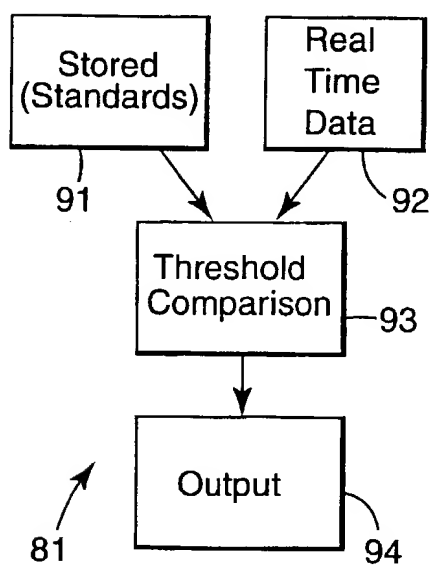 Stored
(Standards)
Real
Time
Data
91
92
Threshold
Comparison
93
Output
81
94